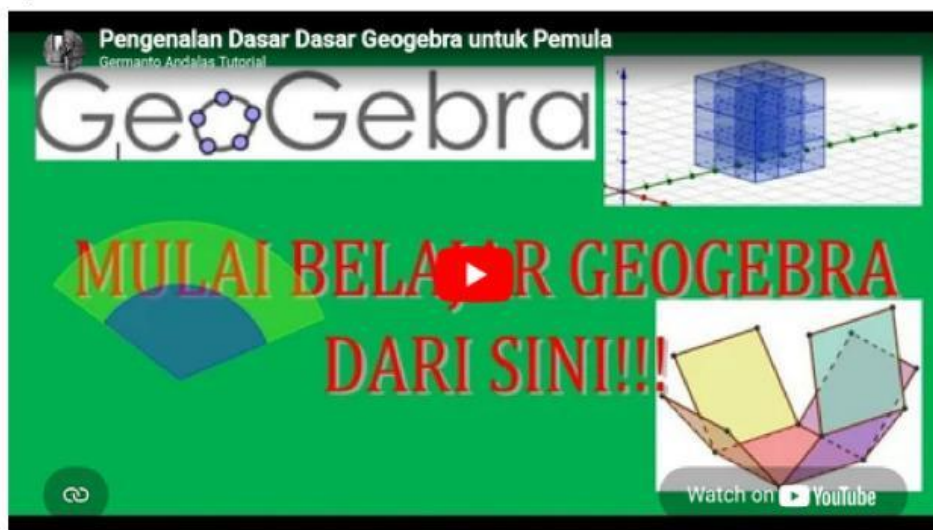 Pengenalan Dasar Dasar Geogebra untuk Pemula
Germanto Andalas Tutorial
GeoGebra
MULAI BELAJAR GEOGEBRA
DARI SINI!!!
Watch on YouTube